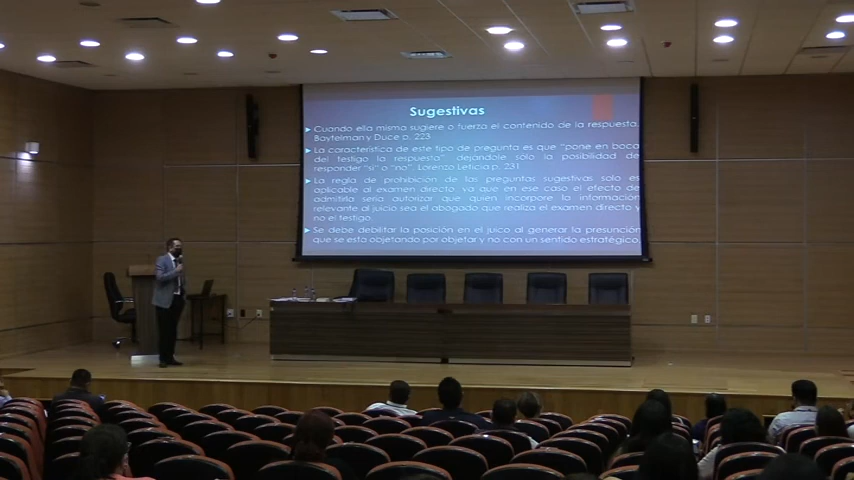 Sugestivas
Cuando ella misma sugiere o fuerza el contenido de la respuesta.
Baytelman y Duce p. 223
La característica de este tipo de pregunta es que "pone en boca
del testigo la respuesta" dejándole sólo la posibilidad de
responder "si" o "no". Lorenzo Leticia p. 231
La regla de prohibición de las preguntas sugestivas solo es
aplicable al examen directo, ya que en ese caso el efecto de
admitirla sería autorizar que quien incorpore la información
relevante al juicio sea el abogado que realiza el examen directo y
no el testigo.
Se debe debilitar la posición en el juico al generar la presunción
que se esta objetando por objetar y no con un sentido estratégico.